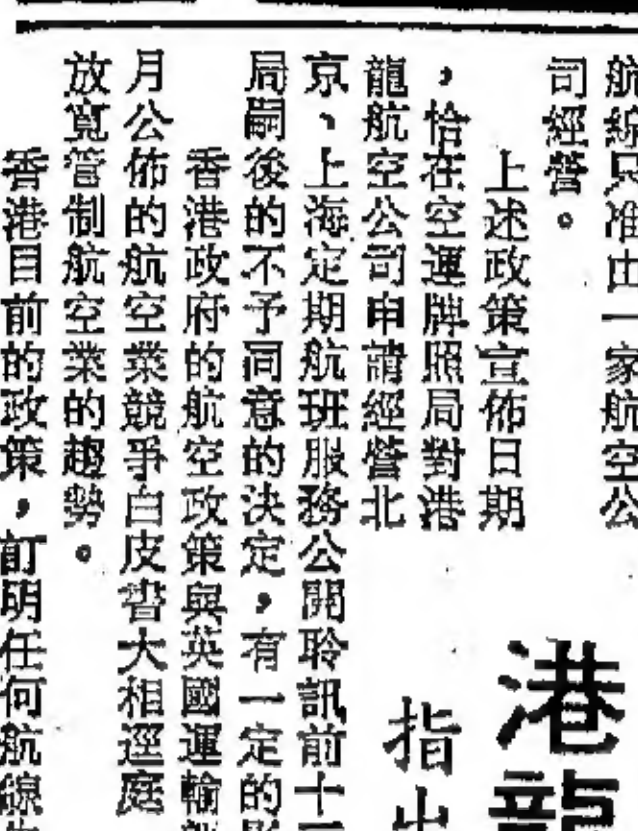 航線只准由一家航空公
司經營。
上述政策宣佈日期
，恰在空運牌照局對港
龍航空公司申請經營北
京、上海定期航班服務公開聆訊前十
局嗣後的不予同意的決定，有一定的
香港政府的航空政策與英國運輸
月公佈的航空業競爭白皮書大相逕庭
放寬管制航空業的趨勢。
香港目前的政策，訂明任何航線
港龍
指出